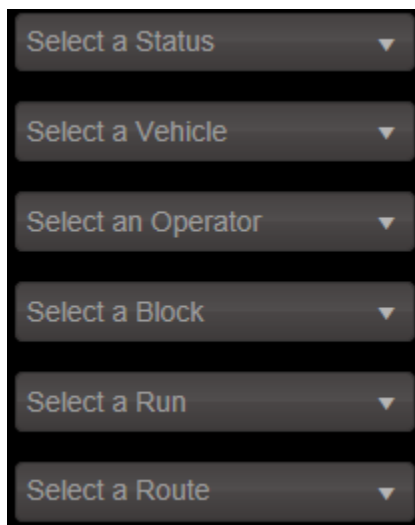 Select a Status
Select a Vehicle
Select an Operator
Select a Block
Select a Run
Select a Route